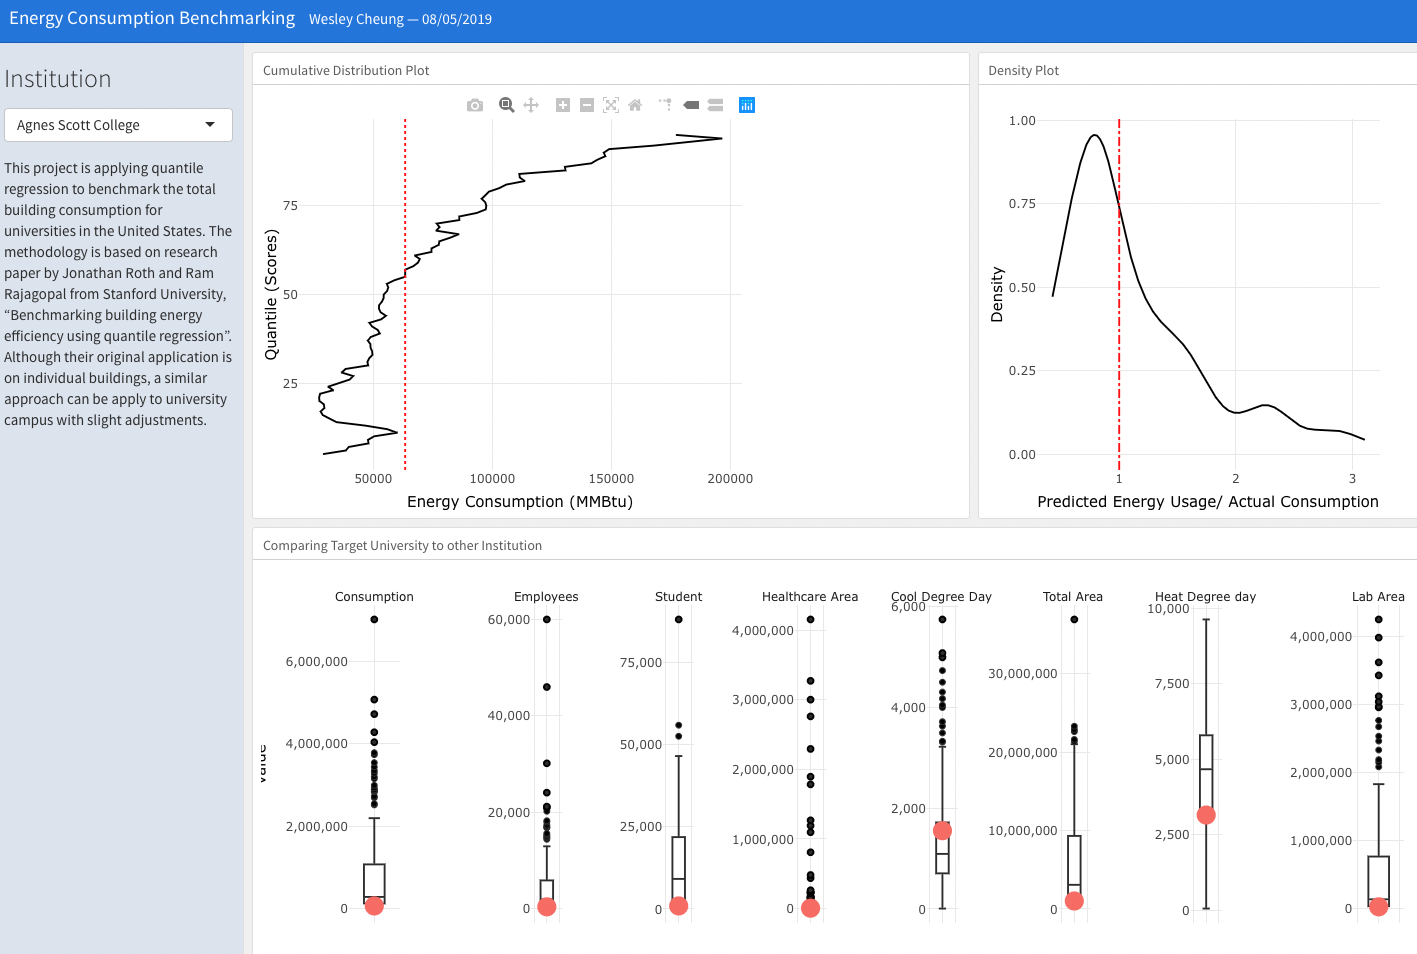 Energy Consumption Benchmarking Wesley Cheung — 08/05/2019
Institution
Agnes Scott College
This project is applying quantile
regression to benchmark the total
building consumption for
universities in the United States. The
methodology is based on research
paper by Jonathan Roth and Ram
Rajagopal from Stanford University,
“Benchmarking building energy
efficiency using quantile regression”.
Although their original application is
on individual buildings, a similar
approach can be apply to university
campus with slight adjustments.
Cumulative Distribution Plot
Quantile (Scores)
75
50
25
50000 100000 150000 200000
Energy Consumption (MMBtu)
Density Plot
Density
1.00
0.75
0.50
0.25
0.00
1 2 3
Predicted Energy Usage/ Actual Consumption
Comparing Target University to other Institution
Value
Consumption
6,000,000
4,000,000
2,000,000
0
Employees
60,000
40,000
20,000
0
Student
75,000
50,000
25,000
0
Healthcare Area
4,000,000
3,000,000
2,000,000
1,000,000
0
Cool Degree Day
6,000
4,000
2,000
0
Total Area
30,000,000
20,000,000
10,000,000
0
Heat Degree day
10,000
7,500
5,000
2,500
0
Lab Area
4,000,000
3,000,000
2,000,000
1,000,000
0